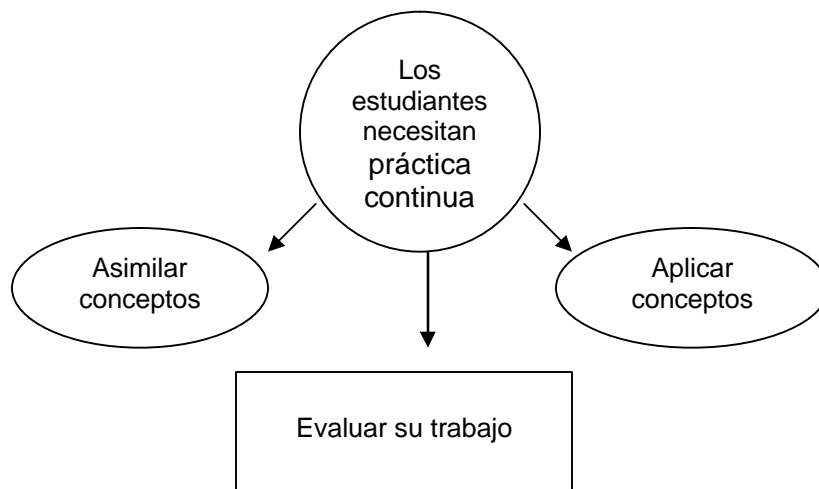 Los
estudiantes
necesitan
práctica
continua
Asimilar
conceptos
Aplicar
conceptos
Evaluar su trabajo